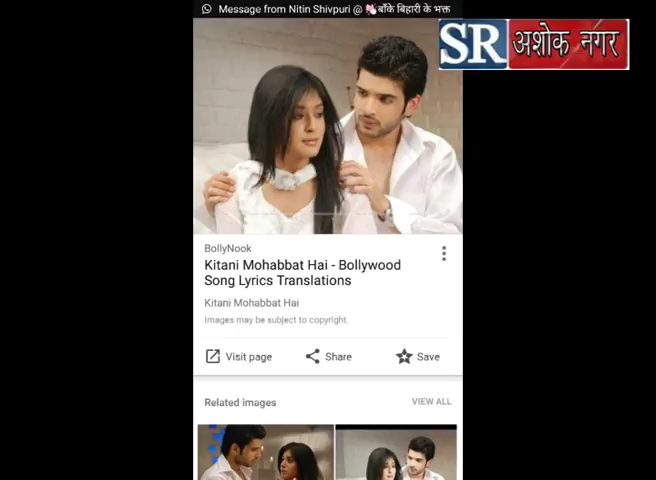 Message from Nitin Shivpuri @ 💐बाँके बिहारी के भक्त
SR अशोक नगर
BollyNook
Kitani Mohabbat Hai - Bollywood
Song Lyrics Translations
Kitani Mohabbat Hai
Images may be subject to copyright.
Visit page
Share
Save
Related images
VIEW ALL